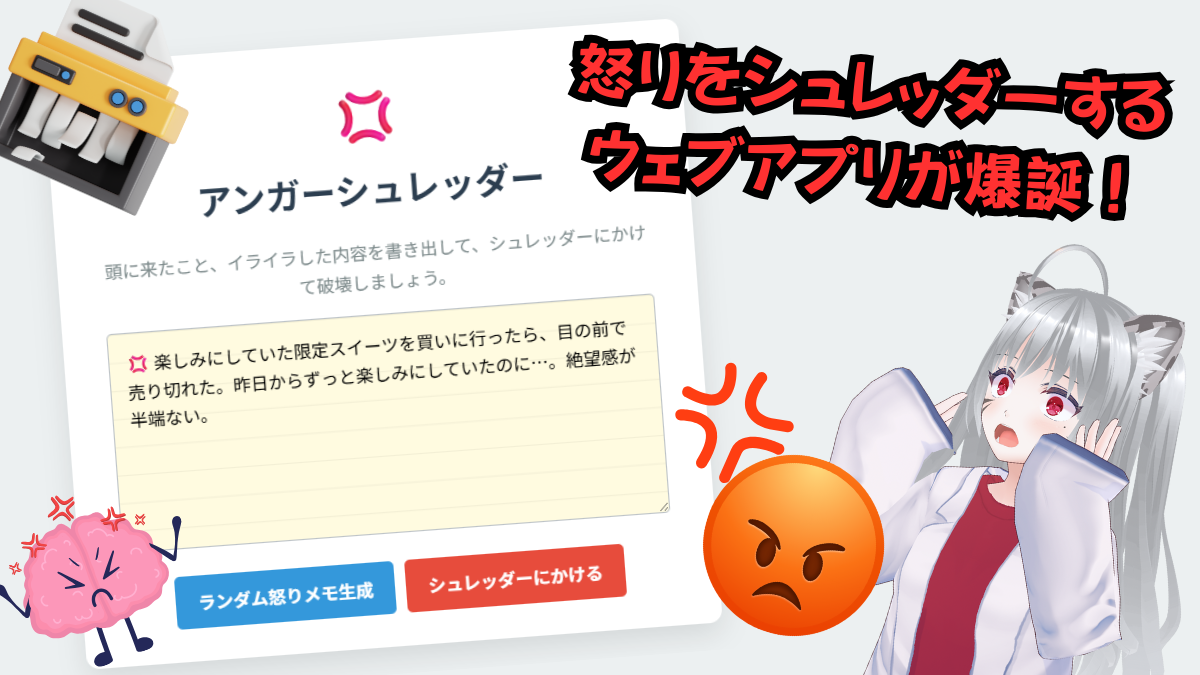 怒りをシュレッダーする
ウェブアプリが爆誕！
アンガーシュレッダー
頭に来たこと、イライラした内容を書き出して、シュレッダーにかけ
て破壊しましょう。
💢 楽しみにしていた限定スイーツを買いに行ったら、目の前で
売り切れた。昨日からずっと楽しみにしていたのに…。絶望感が
半端ない。
ランダム怒りメモ生成
シュレッダーにかける